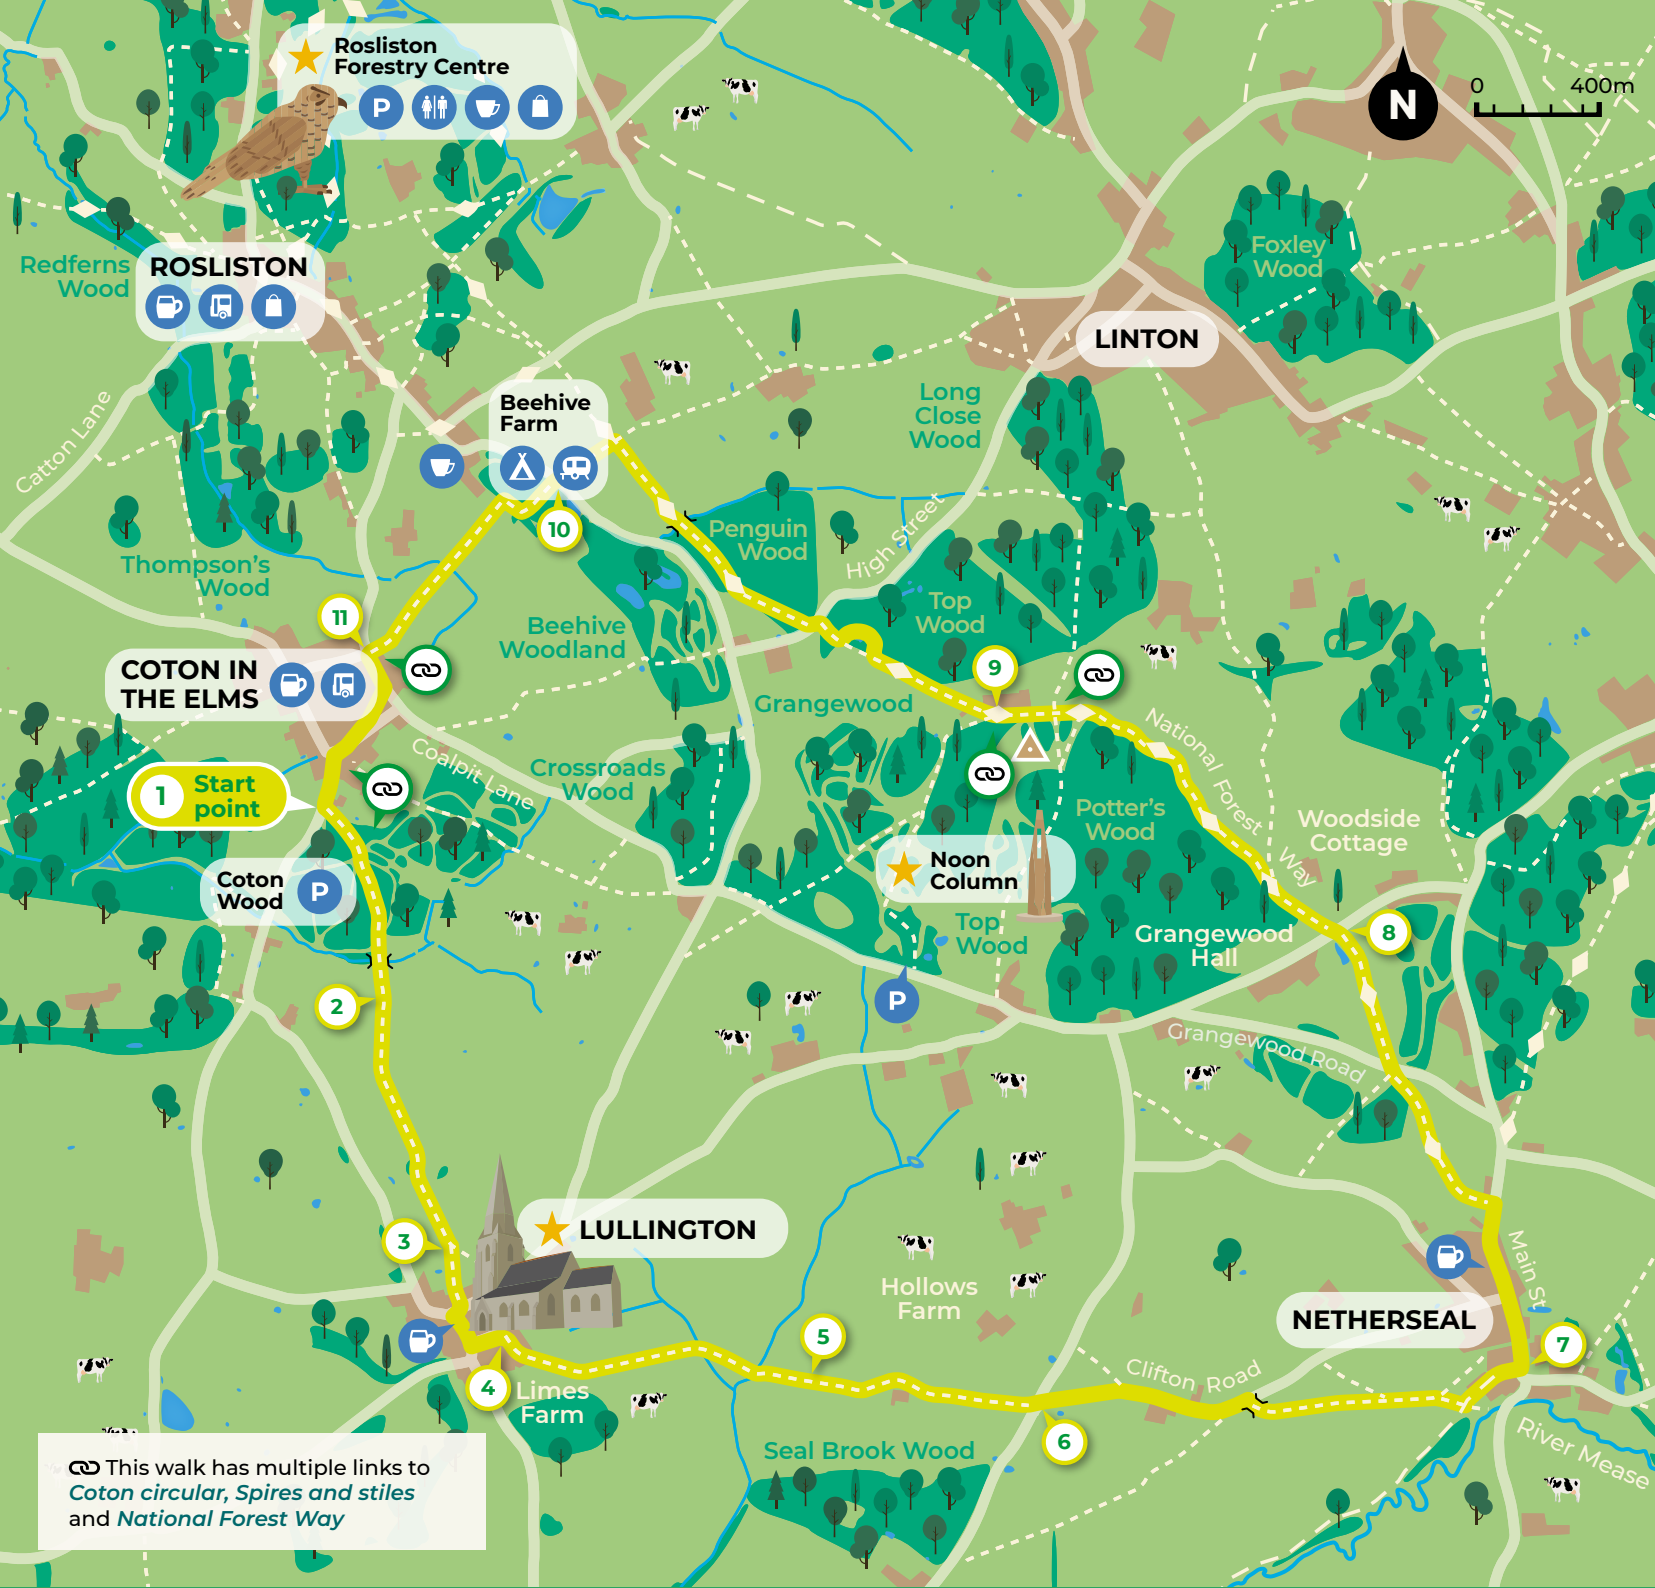 Rosliston
Forestry Centre
P
N
0 400m
Redferns
Wood
ROSLISTON
Foxley
Wood
LINTON
Catton Lane
Beehive
Farm
Long
Close
Wood
10
Penguin
Wood
High Street
Thompson's
Wood
11
Beehive
Woodland
Top
Wood
9
COTON IN
THE ELMS
Grangewood
National Forest Way
Coalpit Lane
Crossroads
Wood
1 Start
point
Potter's
Wood
Woodside
Cottage
Noon
Column
Coton
Wood
P
Top
Wood
Grangewood
Hall
8
2
P
Grangewood Road
3
LULLINGTON
Hollows
Farm
Main St
NETHERSEAL
5
7
4
Limes
Farm
Clifton Road
6
Seal Brook Wood
River Mease
This walk has multiple links to
Coton circular, Spires and stiles
and National Forest Way